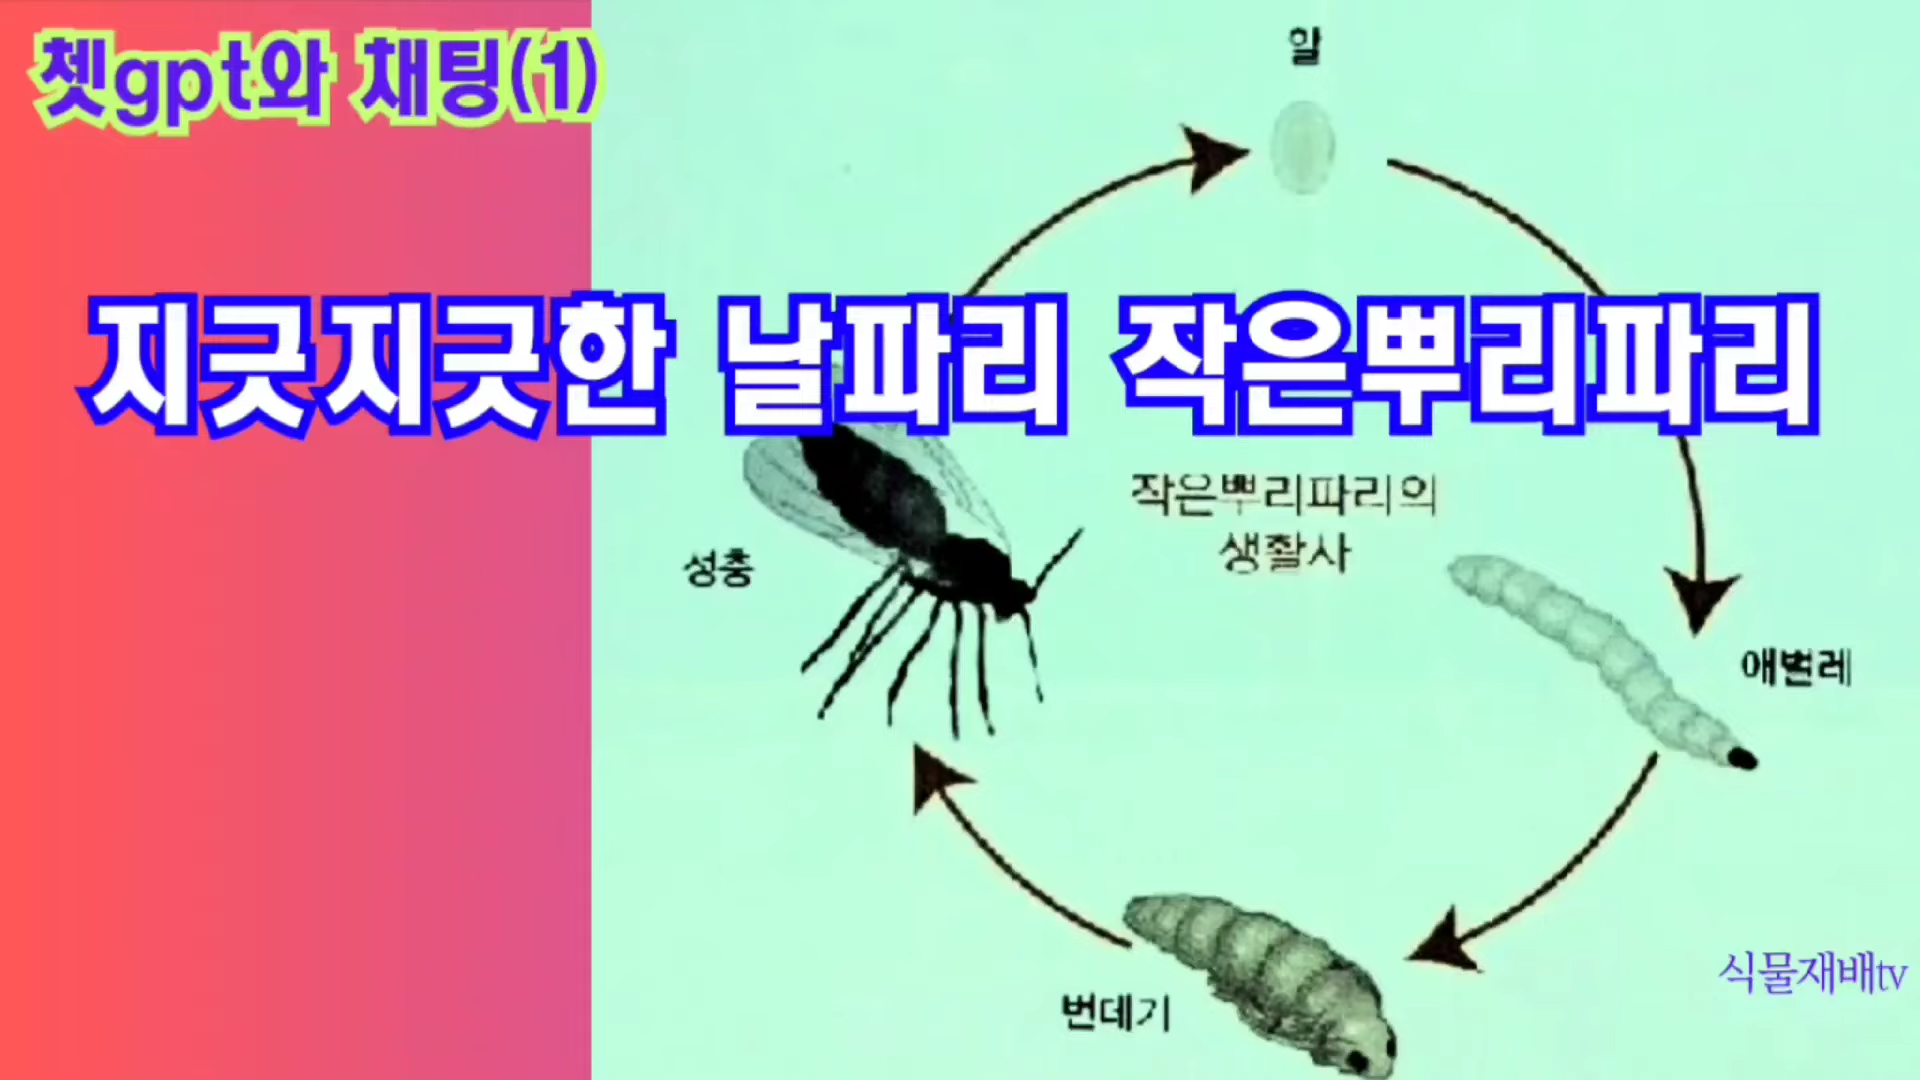 쳇gpt와 채팅(1)
알
지긋지긋한 날파리 작은뿌리파리
작은뿌리파리의
생활사
성충
애벌레
번데기
식물재배tv